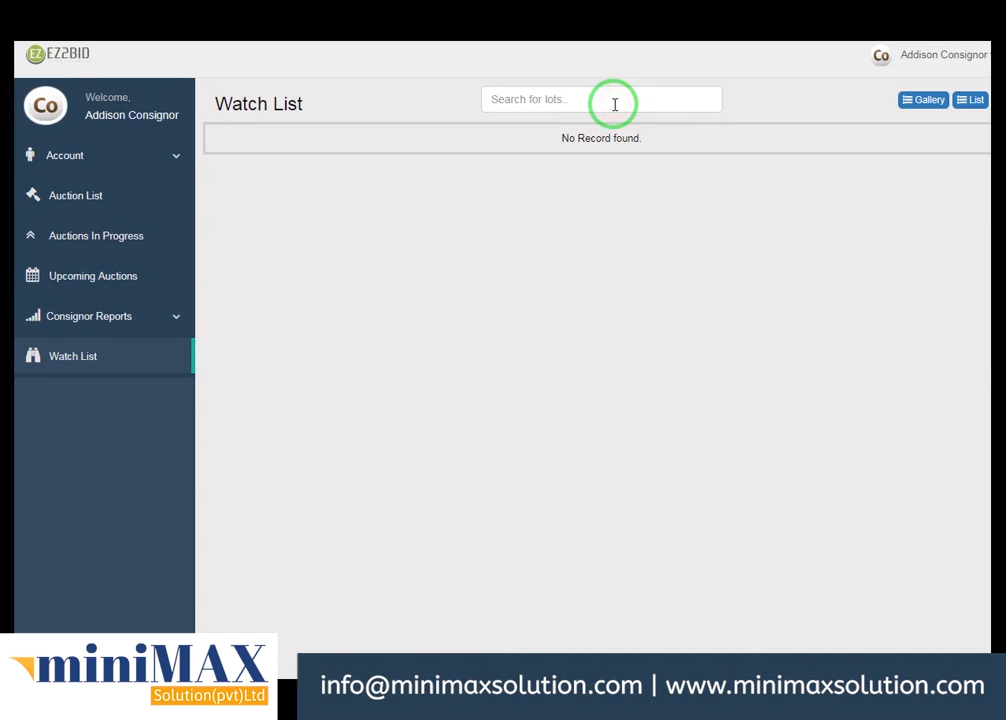 EZ EZ2BID
Co Addison Consignor
Co
Welcome,
Addison Consignor
Account
Auction List
Auctions In Progress
Upcoming Auctions
Consignor Reports
Watch List
Watch List
Search for lots..
Gallery
List
No Record found.
miniMAX
Solution(pvt)Ltd
info@minimaxsolution.com | www.minimaxsolution.com